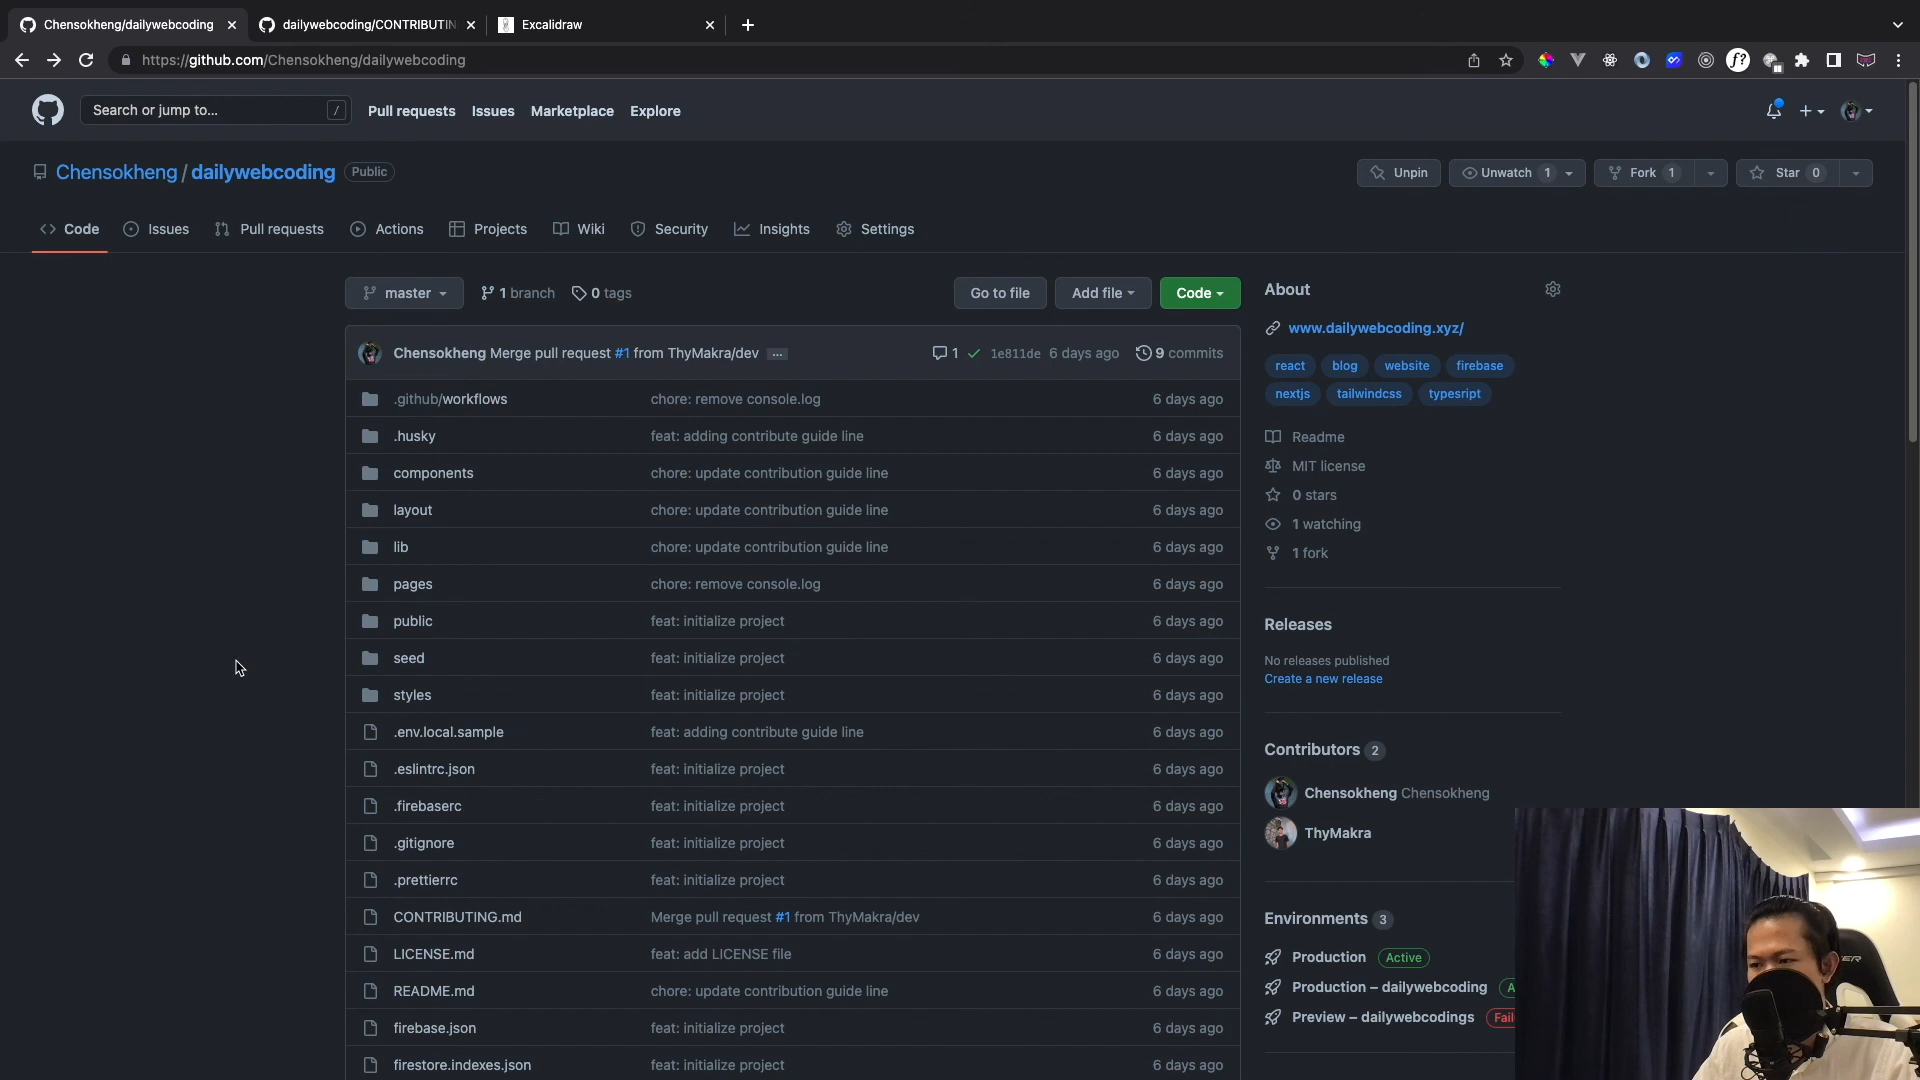 Chensokheng/dailywebcoding
dailywebcoding/CONTRIBUTIN
Excalidraw
https://github.com/Chensokheng/dailywebcoding
f?
Search or jump to... /
Pull requests Issues Marketplace Explore
Chensokheng / dailywebcoding Public
Unpin Unwatch 1 Fork 1 Star 0
Code Issues Pull requests Actions Projects Wiki Security Insights Settings
master 1 branch 0 tags Go to file Add file Code
Chensokheng Merge pull request #1 from ThyMakra/dev ... 1 1e811de 6 days ago 9 commits
.github/workflows chore: remove console.log 6 days ago
.husky feat: adding contribute guide line 6 days ago
components chore: update contribution guide line 6 days ago
layout chore: update contribution guide line 6 days ago
lib chore: update contribution guide line 6 days ago
pages chore: remove console.log 6 days ago
public feat: initialize project 6 days ago
seed feat: initialize project 6 days ago
styles feat: initialize project 6 days ago
.env.local.sample feat: adding contribute guide line 6 days ago
.eslintrc.json feat: initialize project 6 days ago
.firebaserc feat: initialize project 6 days ago
.gitignore feat: initialize project 6 days ago
.prettierrc feat: initialize project 6 days ago
CONTRIBUTING.md Merge pull request #1 from ThyMakra/dev 6 days ago
LICENSE.md feat: add LICENSE file 6 days ago
README.md chore: update contribution guide line 6 days ago
firebase.json feat: initialize project 6 days ago
firestore.indexes.json feat: initialize project 6 days ago
About
www.dailywebcoding.xyz/
react blog website firebase
nextjs tailwindcss typesript
Readme
MIT license
0 stars
1 watching
1 fork
Releases
No releases published
Create a new release
Contributors 2
Chensokheng Chensokheng
ThyMakra
Environments 3
Production Active
Production – dailywebcoding A
Preview – dailywebcodings Fail